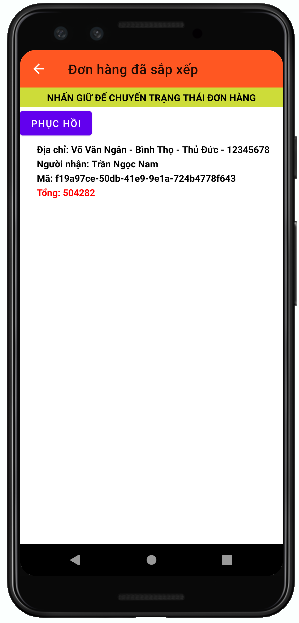 Đơn hàng đã sắp xếp
NHẤN GIỮ ĐỂ CHUYỂN TRẠNG THÁI ĐƠN HÀNG
PHỤC HỒI
Địa chỉ: Võ Văn Ngân - Bình Thọ - Thủ Đức - 12345678
Người nhận: Trần Ngọc Nam
Mã: f19a97ce-50db-41e9-9e1a-724b4778f643
Tổng: 504282